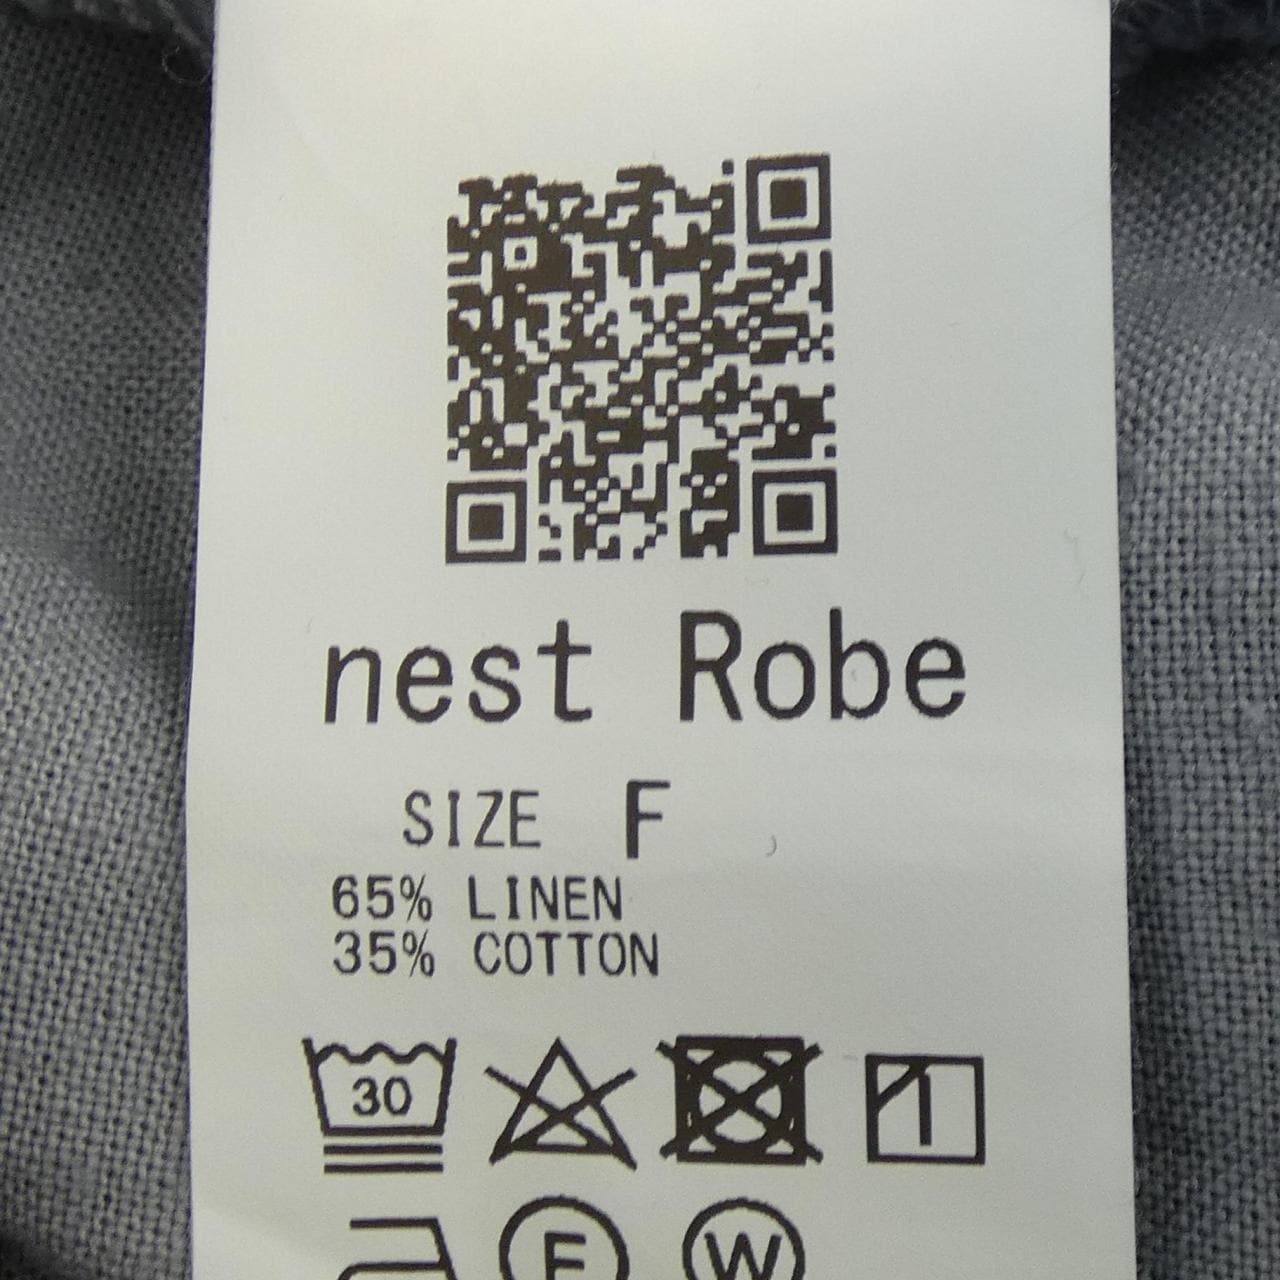 nest Robe
SIZE F
65% LINEN
35% COTTON
30
F W